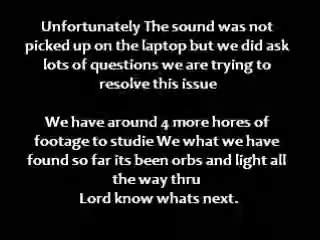 Unfortunately The sound was not
picked up on the laptop but we did ask
lots of questions we are trying to
resolve this issue
We have around 4 more hores of
footage to studie We what we have
found so far its been orbs and light all
the way thru
Lord know whats next.